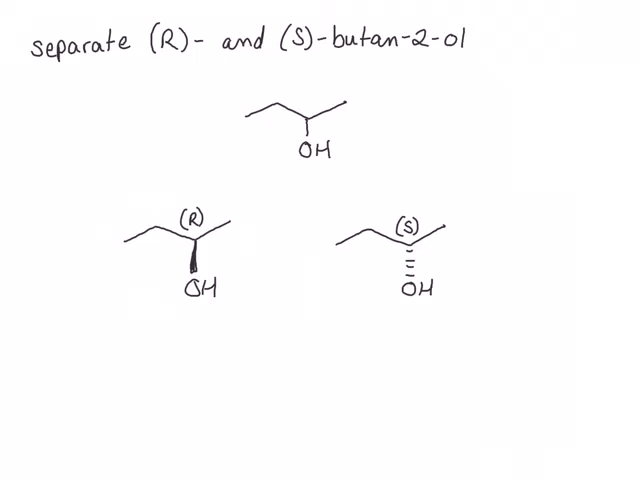 separate (R)- and (S)-butan-2-ol
OH
(R)
(S)
OH
OH